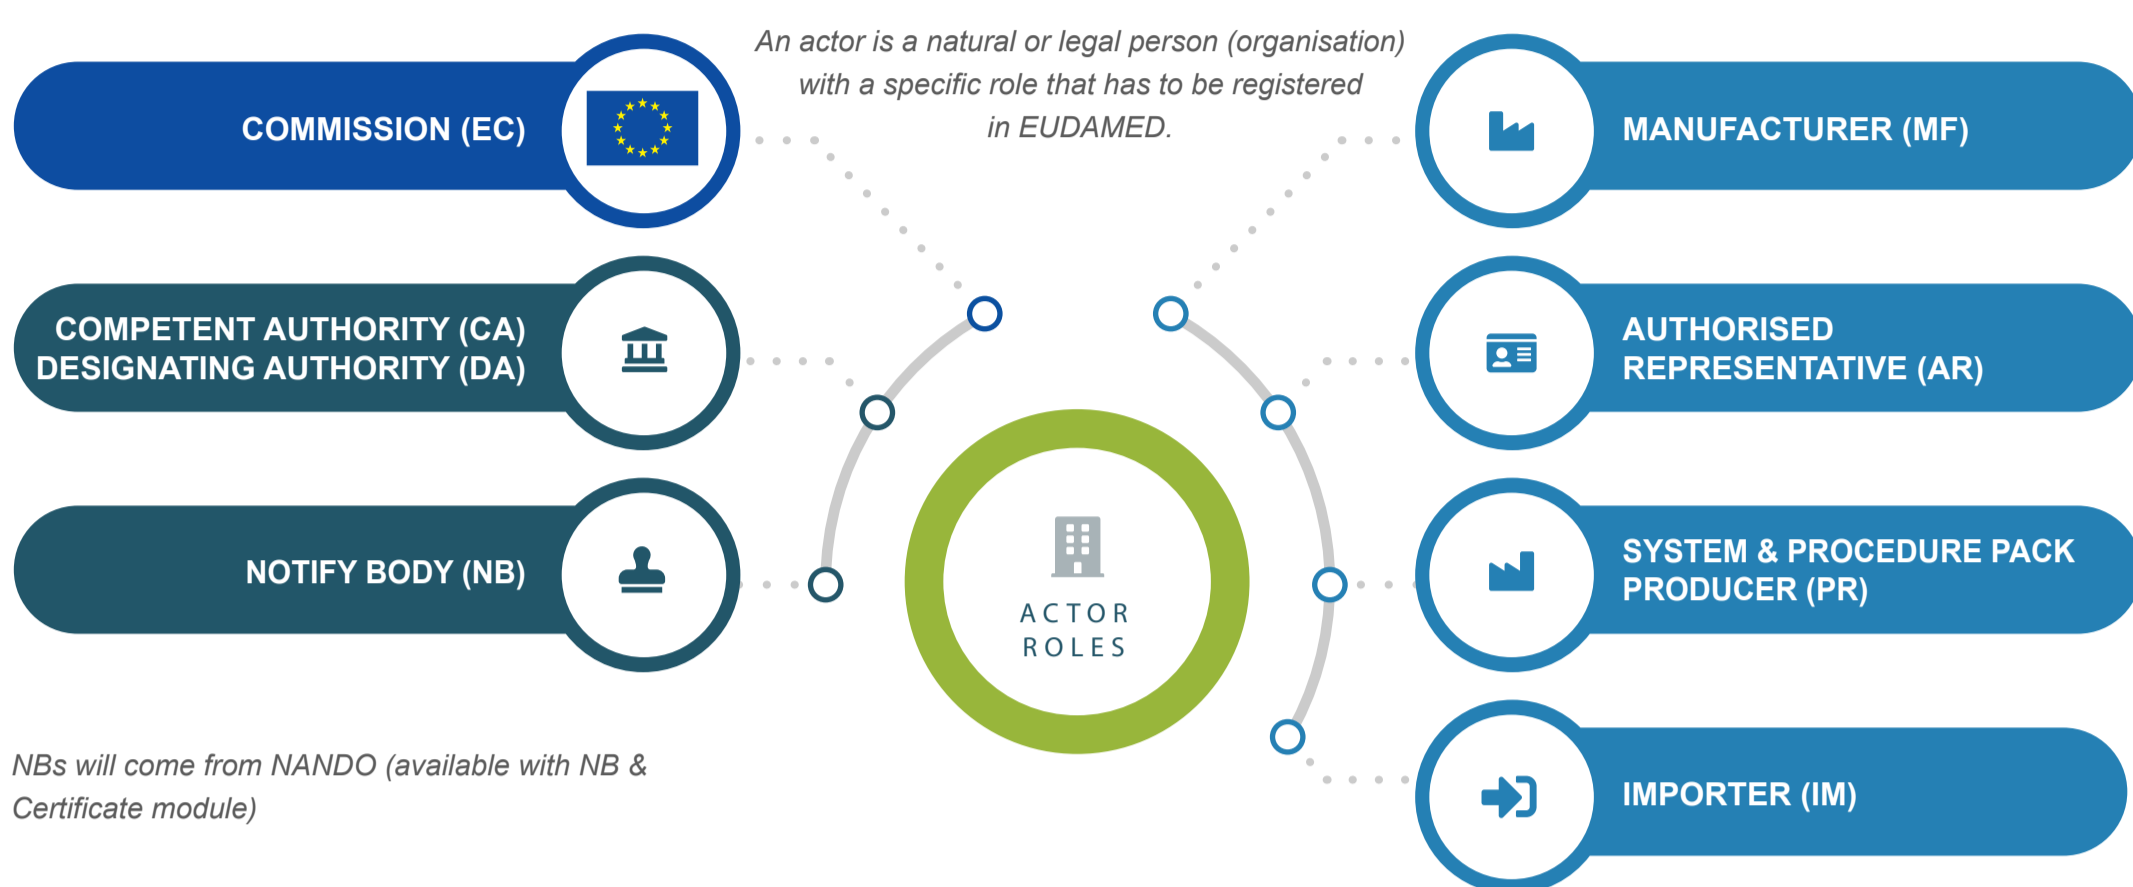 An actor is a natural or legal person (organisation)
with a specific role that has to be registered
in EUDAMED.
COMMISSION (EC)
COMPETENT AUTHORITY (CA)
DESIGNATING AUTHORITY (DA)
NOTIFY BODY (NB)
NBs will come from NANDO (available with NB &
Certificate module)
ACTOR
ROLES
MANUFACTURER (MF)
AUTHORISED
REPRESENTATIVE (AR)
SYSTEM & PROCEDURE PACK
PRODUCER (PR)
IMPORTER (IM)